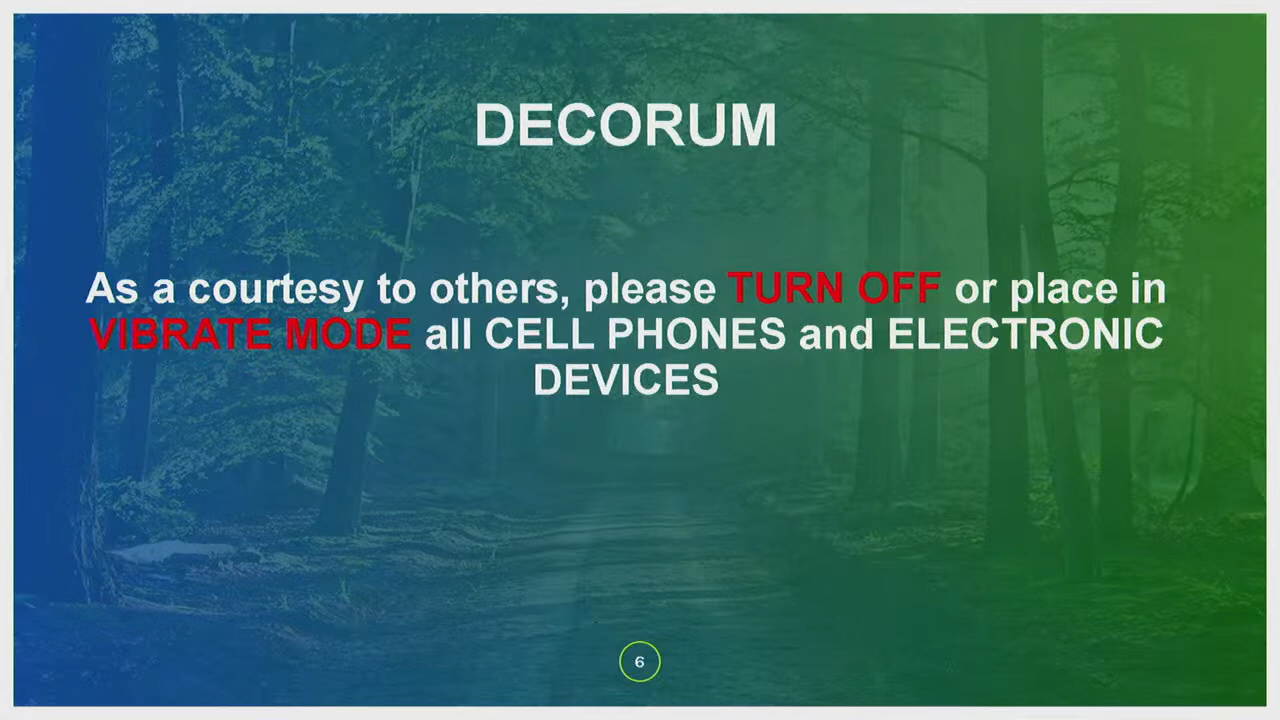 DECORUM
As a courtesy to others, please TURN OFF or place in
VIBRATE MODE all CELL PHONES and ELECTRONIC
DEVICES
6